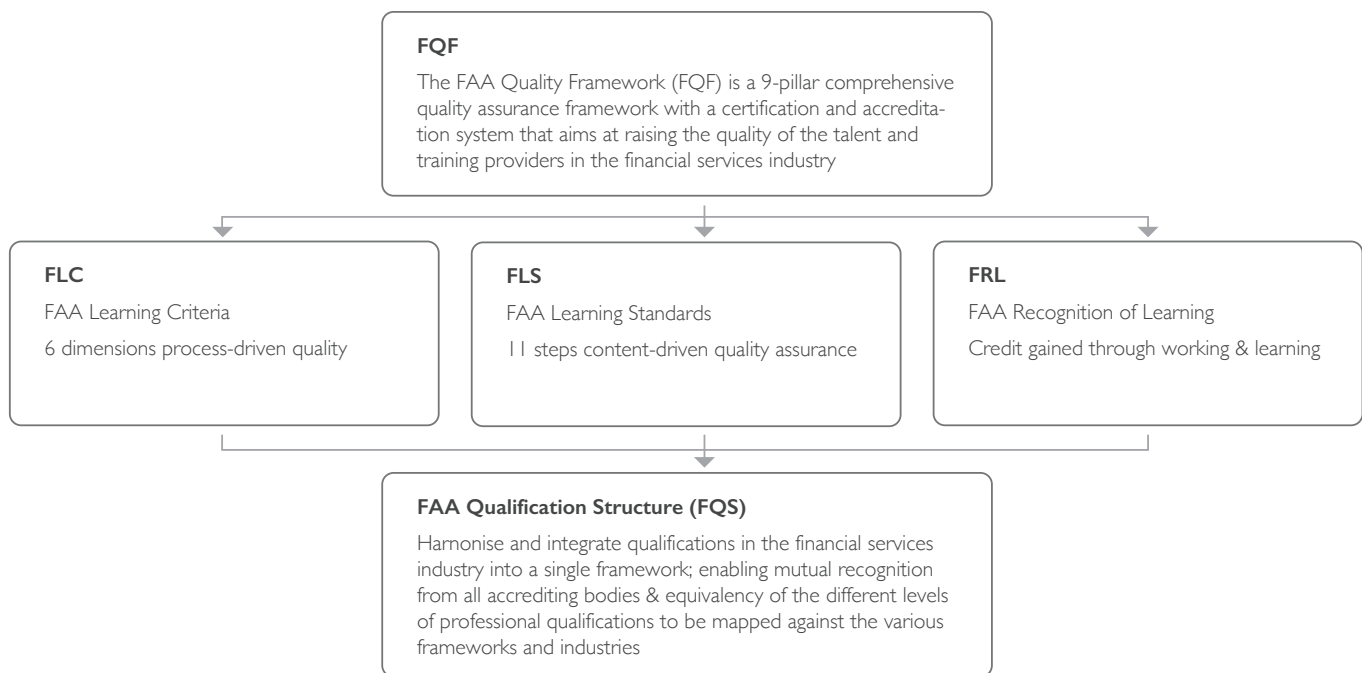 FQF
The FAA Quality Framework (FQF) is a 9-pillar comprehensive
quality assurance framework with a certification and accredita-
tion system that aims at raising the quality of the talent and
training providers in the financial services industry
FLC
FAA Learning Criteria
6 dimensions process-driven quality
FLS
FAA Learning Standards
11 steps content-driven quality assurance
FRL
FAA Recognition of Learning
Credit gained through working & learning
FAA Qualification Structure (FQS)
Harnonise and integrate qualifications in the financial services
industry into a single framework; enabling mutual recognition
from all accrediting bodies & equivalency of the different levels
of professional qualifications to be mapped against the various
frameworks and industries